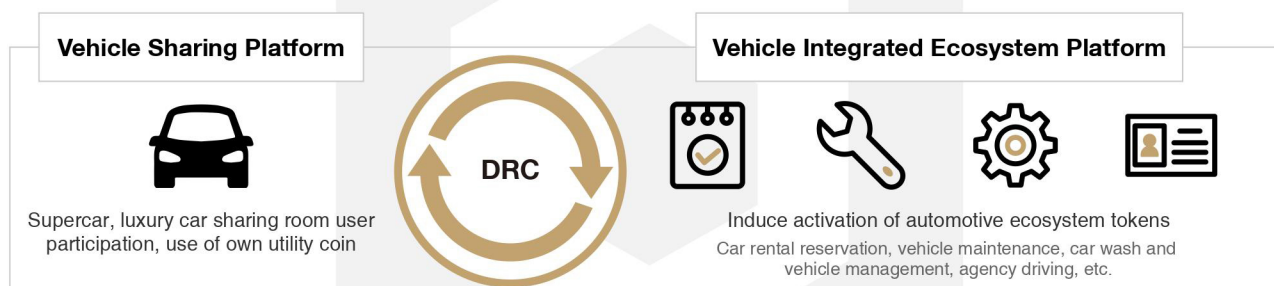 Vehicle Sharing Platform
Vehicle Integrated Ecosystem Platform
DRC
Supercar, luxury car sharing room user
participation, use of own utility coin
Induce activation of automotive ecosystem tokens
Car rental reservation, vehicle maintenance, car wash and
vehicle management, agency driving, etc.